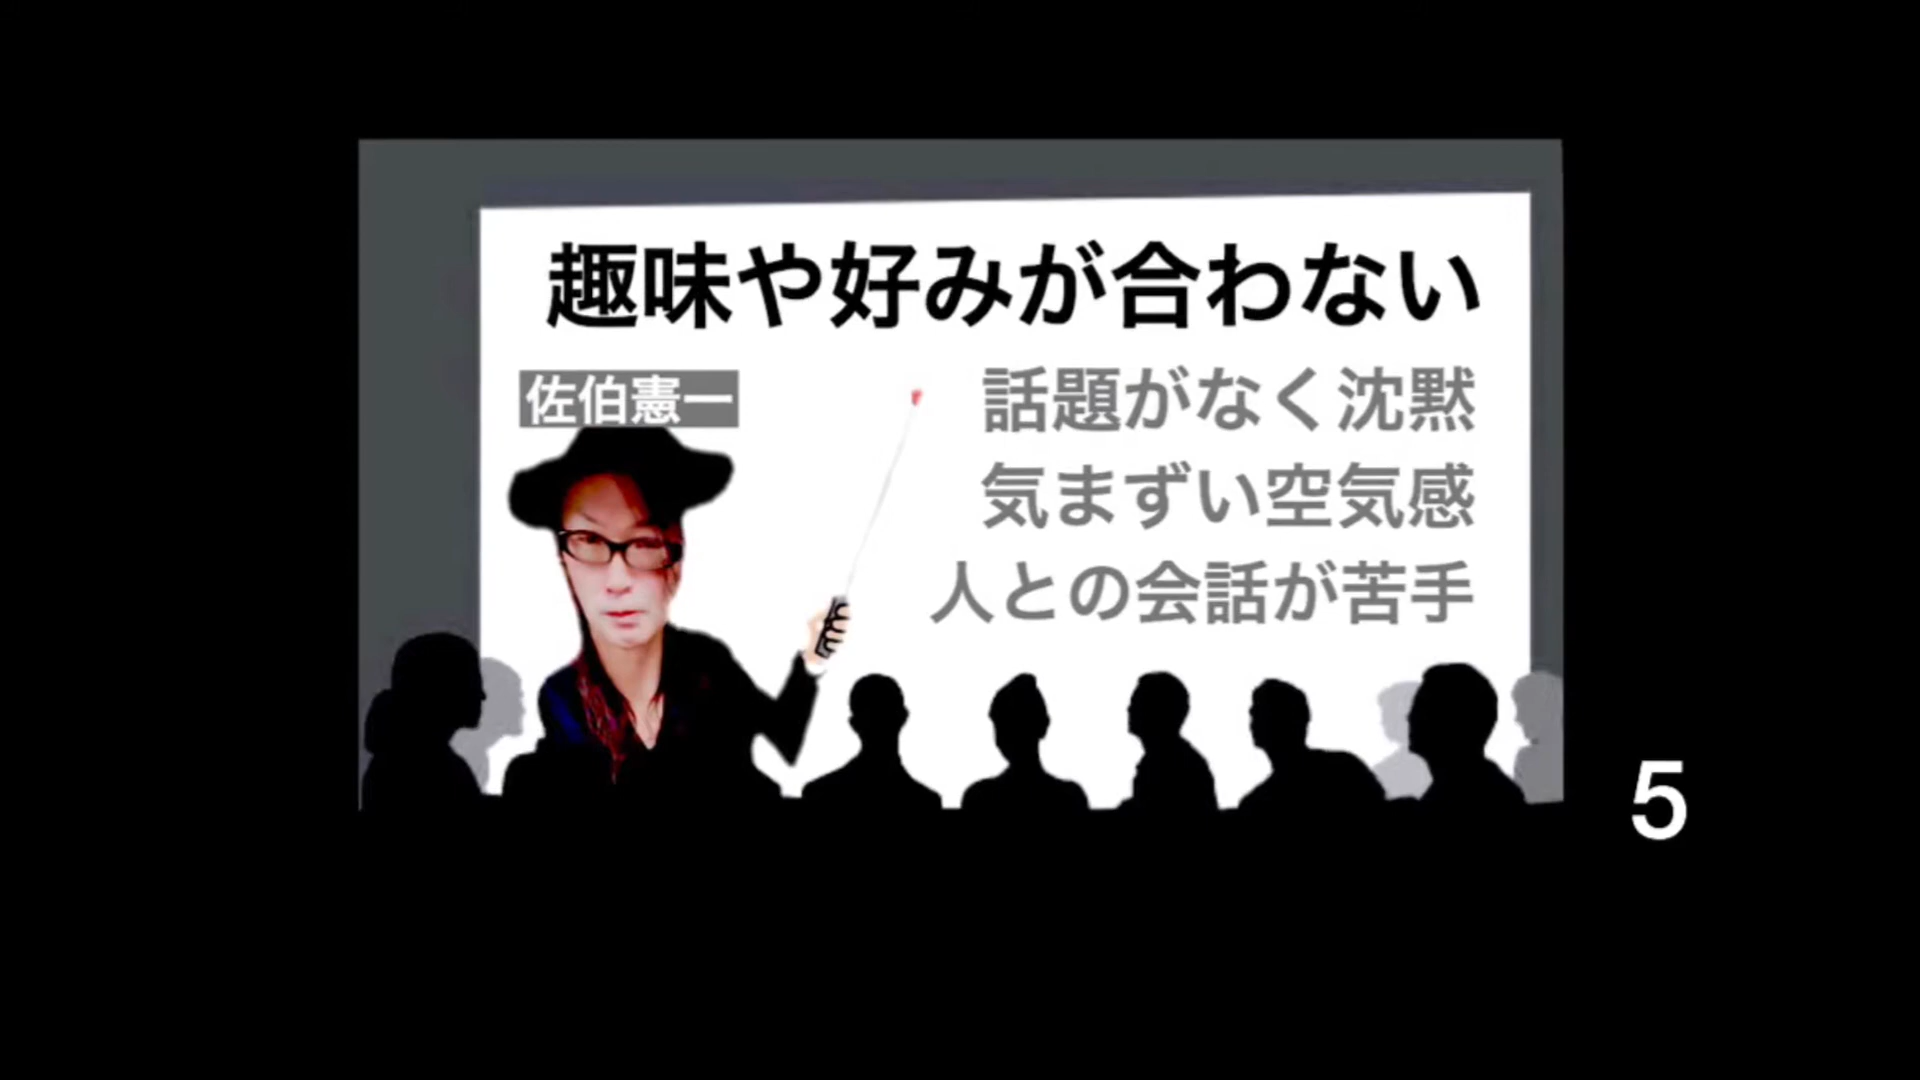 趣味や好みが合わない
佐伯憲一
話題がなく沈黙
気まずい空気感
人との会話が苦手
5